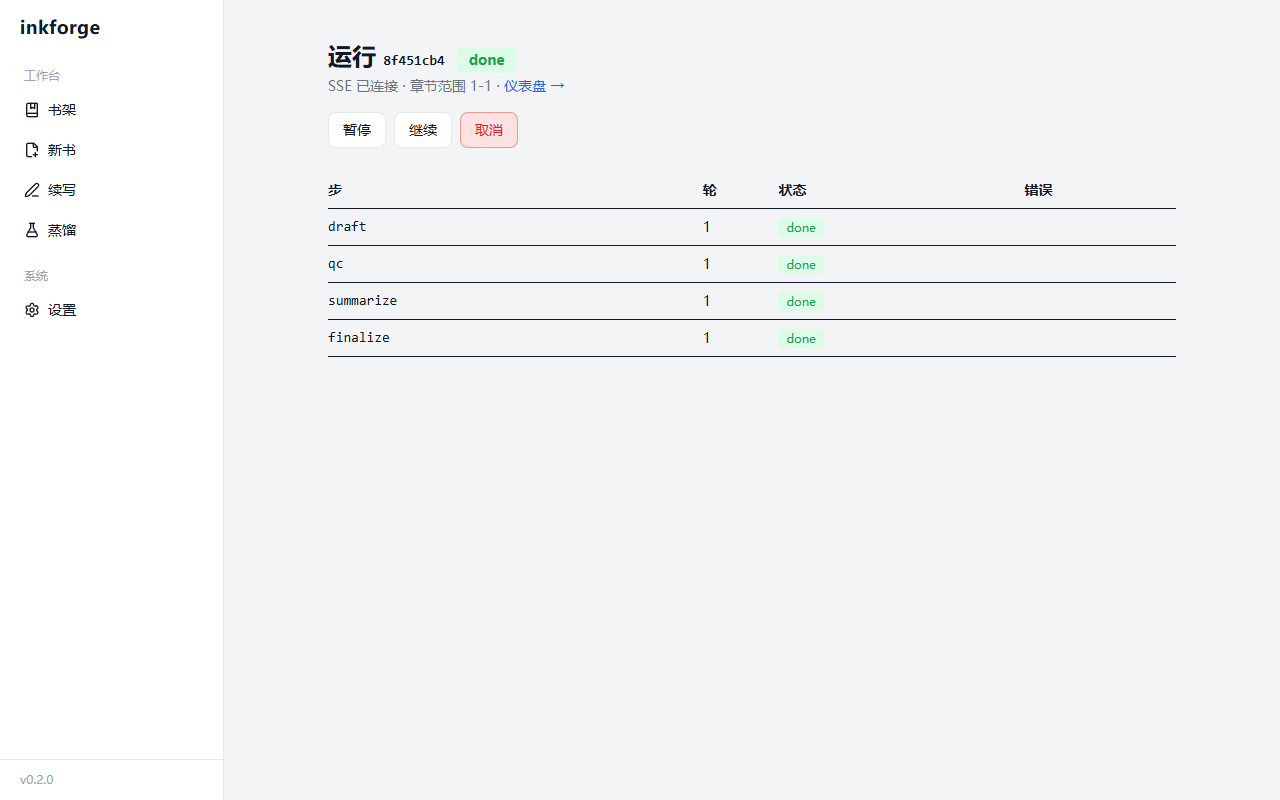 inkforge
工作台
书架
新书
续写
蒸馏
系统
设置
v0.2.0
运行 8f451cb4 done
SSE 已连接 · 章节范围 1-1 · 仪表盘 →
暂停 继续 取消
步 轮 状态 错误
draft 1 done
qc 1 done
summarize 1 done
finalize 1 done